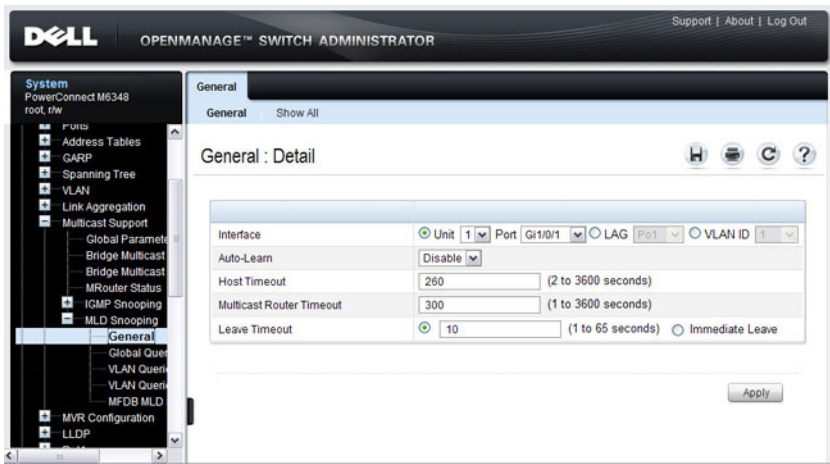 Support | About | Log Out
DELL OPENMANAGE™ SWITCH ADMINISTRATOR
System
PowerConnect M6348
root, r/w
Ports
Address Tables
GARP
Spanning Tree
VLAN
Link Aggregation
Multicast Support
Global Paramete
Bridge Multicast
Bridge Multicast
MRouter Status
IGMP Snooping
MLD Snooping
General
Global Quer
VLAN Queri
VLAN Queri
MFDB MLD
MVR Configuration
LLDP
General
General Show All
General : Detail
Interface Unit 1 Port Gi1/0/1 LAG Po1 VLAN ID 1
Auto-Learn Disable
Host Timeout 260 (2 to 3600 seconds)
Multicast Router Timeout 300 (1 to 3600 seconds)
Leave Timeout 10 (1 to 65 seconds) Immediate Leave
Apply